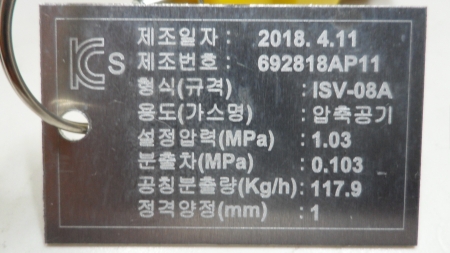 KC S
제조일자 : 2018. 4.11
제조번호 : 692818AP11
형식(규격) : ISV-08A
용도(가스명) : 압축공기
설정압력(MPa) : 1.03
분출차(MPa) : 0.103
공칭분출량(Kg/h) : 117.9
정격양정(mm) : 1